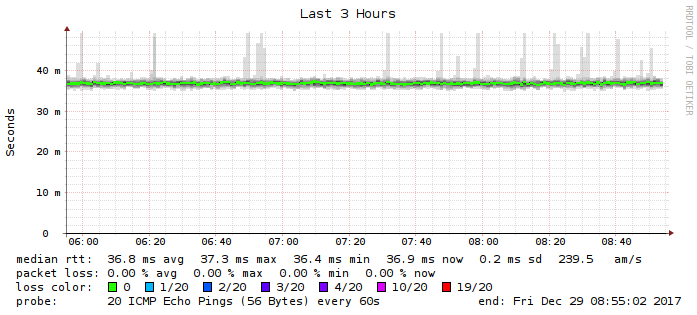 Last 3 Hours
RRDTOOL / TOBI OETIKER
Seconds
40 m
30 m
20 m
10 m
0
06:00 06:20 06:40 07:00 07:20 07:40 08:00 08:20 08:40
median rtt: 36.8 ms avg 37.3 ms max 36.4 ms min 36.9 ms now 0.2 ms sd 239.5 am/s
packet loss: 0.00 % avg 0.00 % max 0.00 % min 0.00 % now
loss color: 0 1/20 2/20 3/20 4/20 10/20 19/20
probe: 20 ICMP Echo Pings (56 Bytes) every 60s end: Fri Dec 29 08:55:02 2017